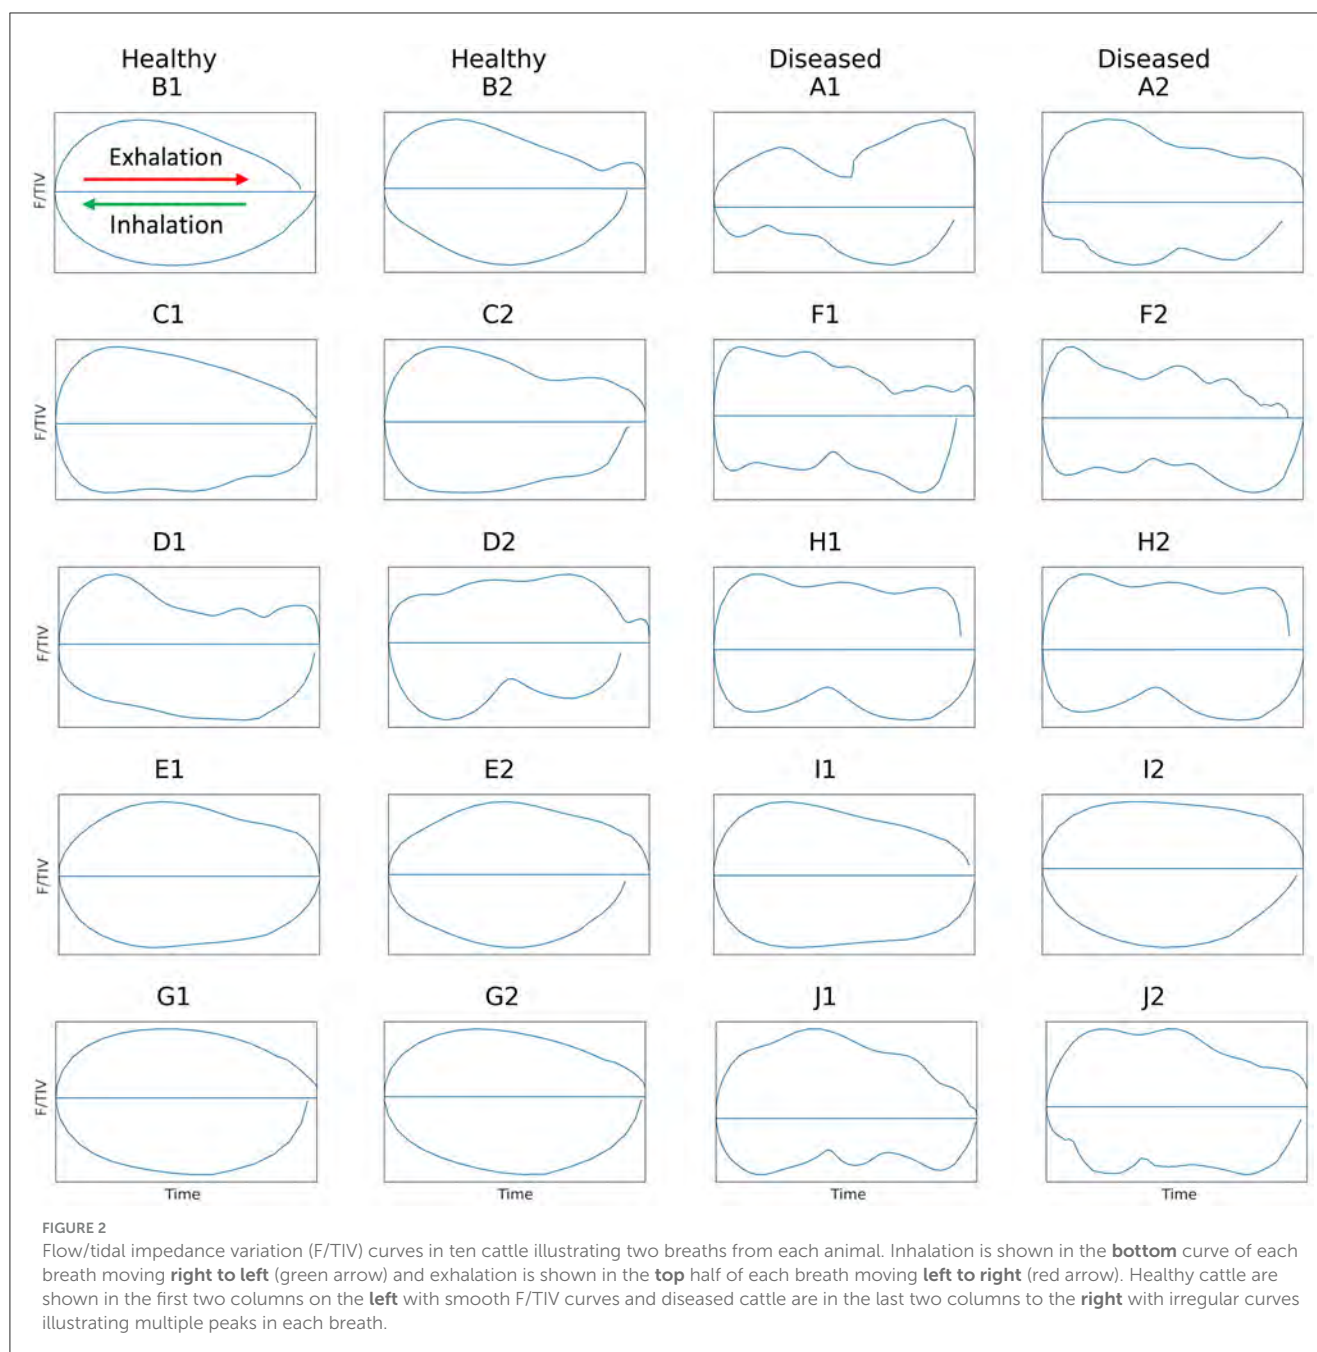 Healthy Healthy Diseased Diseased
B1 B2 A1 A2
Exhalation
F/TIV
Inhalation
C1 C2 F1 F2
F/TIV
D1 D2 H1 H2
F/TIV
E1 E2 I1 I2
F/TIV
G1 G2 J1 J2
F/TIV
Time Time Time Time
FIGURE 2
Flow/tidal impedance variation (F/TIV) curves in ten cattle illustrating two breaths from each animal. Inhalation is shown in the bottom curve of each
breath moving right to left (green arrow) and exhalation is shown in the top half of each breath moving left to right (red arrow). Healthy cattle are
shown in the first two columns on the left with smooth F/TIV curves and diseased cattle are in the last two columns to the right with irregular curves
illustrating multiple peaks in each breath.